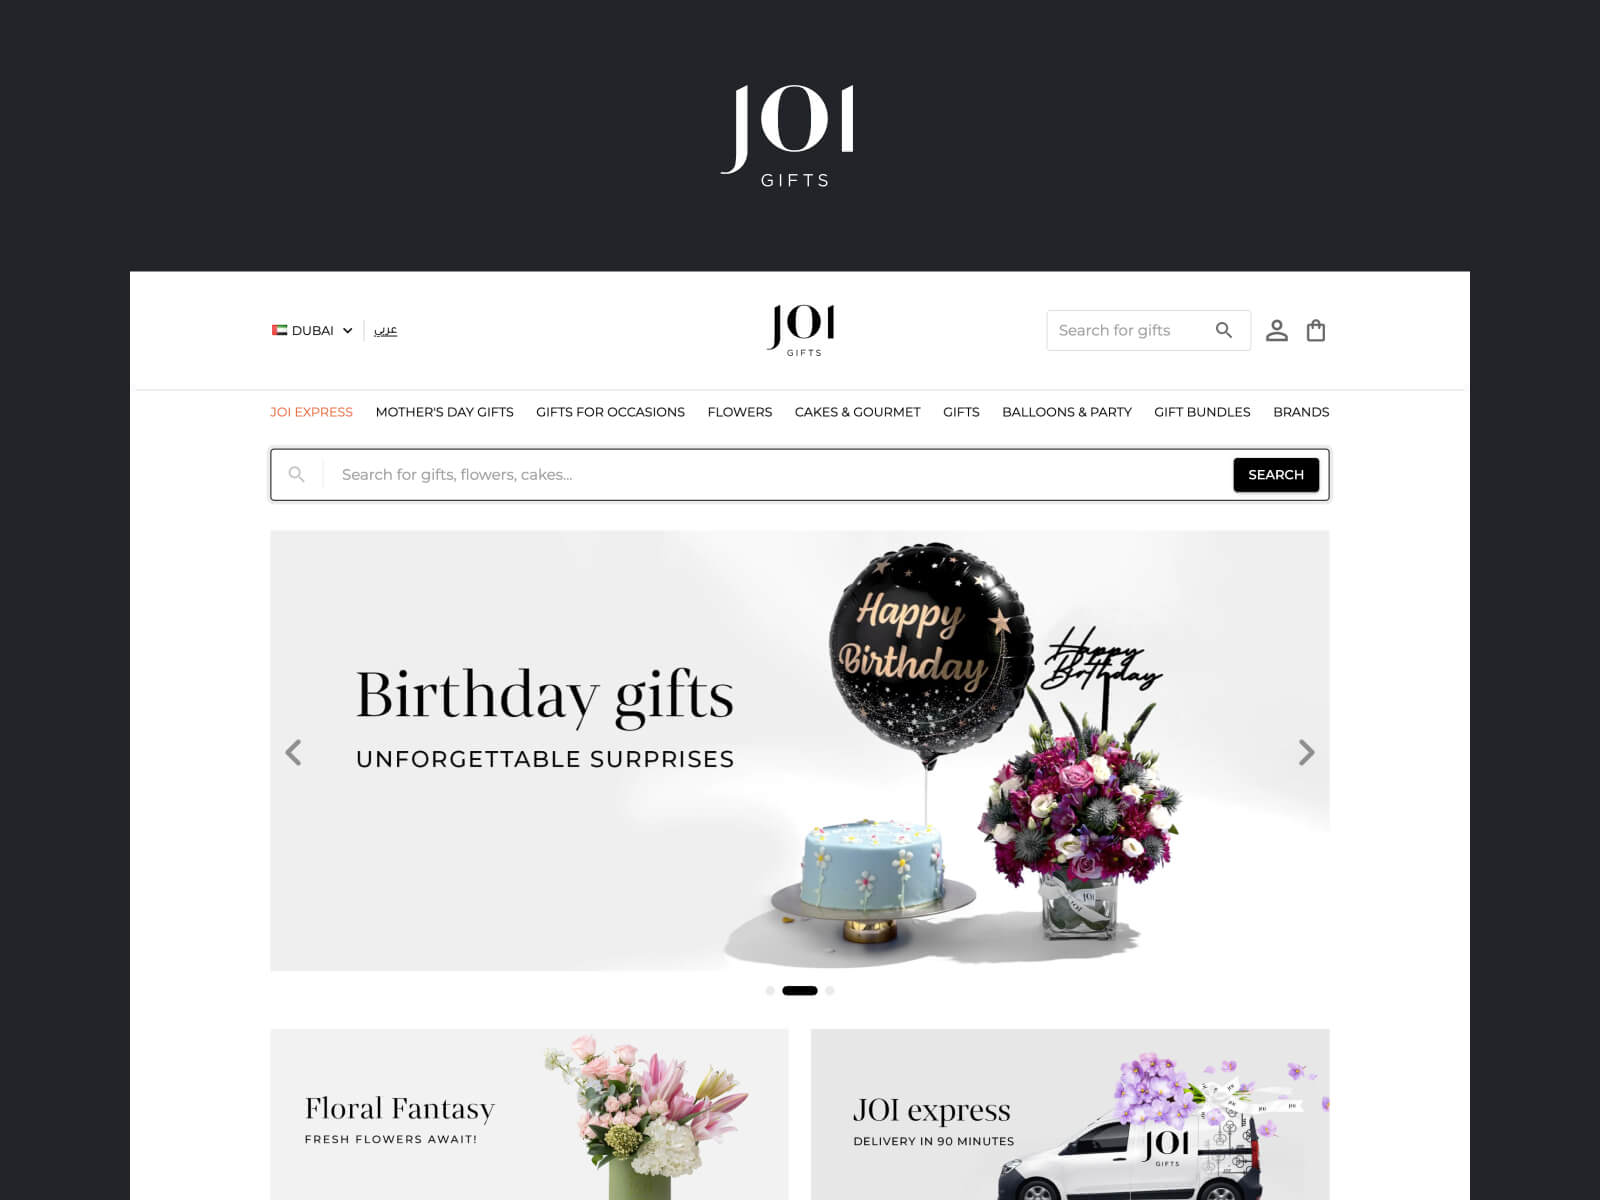 JOI
GIFTS
DUBAI
عربي
JOI
GIFTS
Search for gifts
JOI EXPRESS
MOTHER'S DAY GIFTS
GIFTS FOR OCCASIONS
FLOWERS
CAKES & GOURMET
GIFTS
BALLOONS & PARTY
GIFT BUNDLES
BRANDS
Search for gifts, flowers, cakes...
SEARCH
Birthday gifts
UNFORGETTABLE SURPRISES
Happy
Birthday
Happy
Birthday
JOI
JOI
Floral Fantasy
FRESH FLOWERS AWAIT!
JOI express
DELIVERY IN 90 MINUTES
JOI
GIFTS